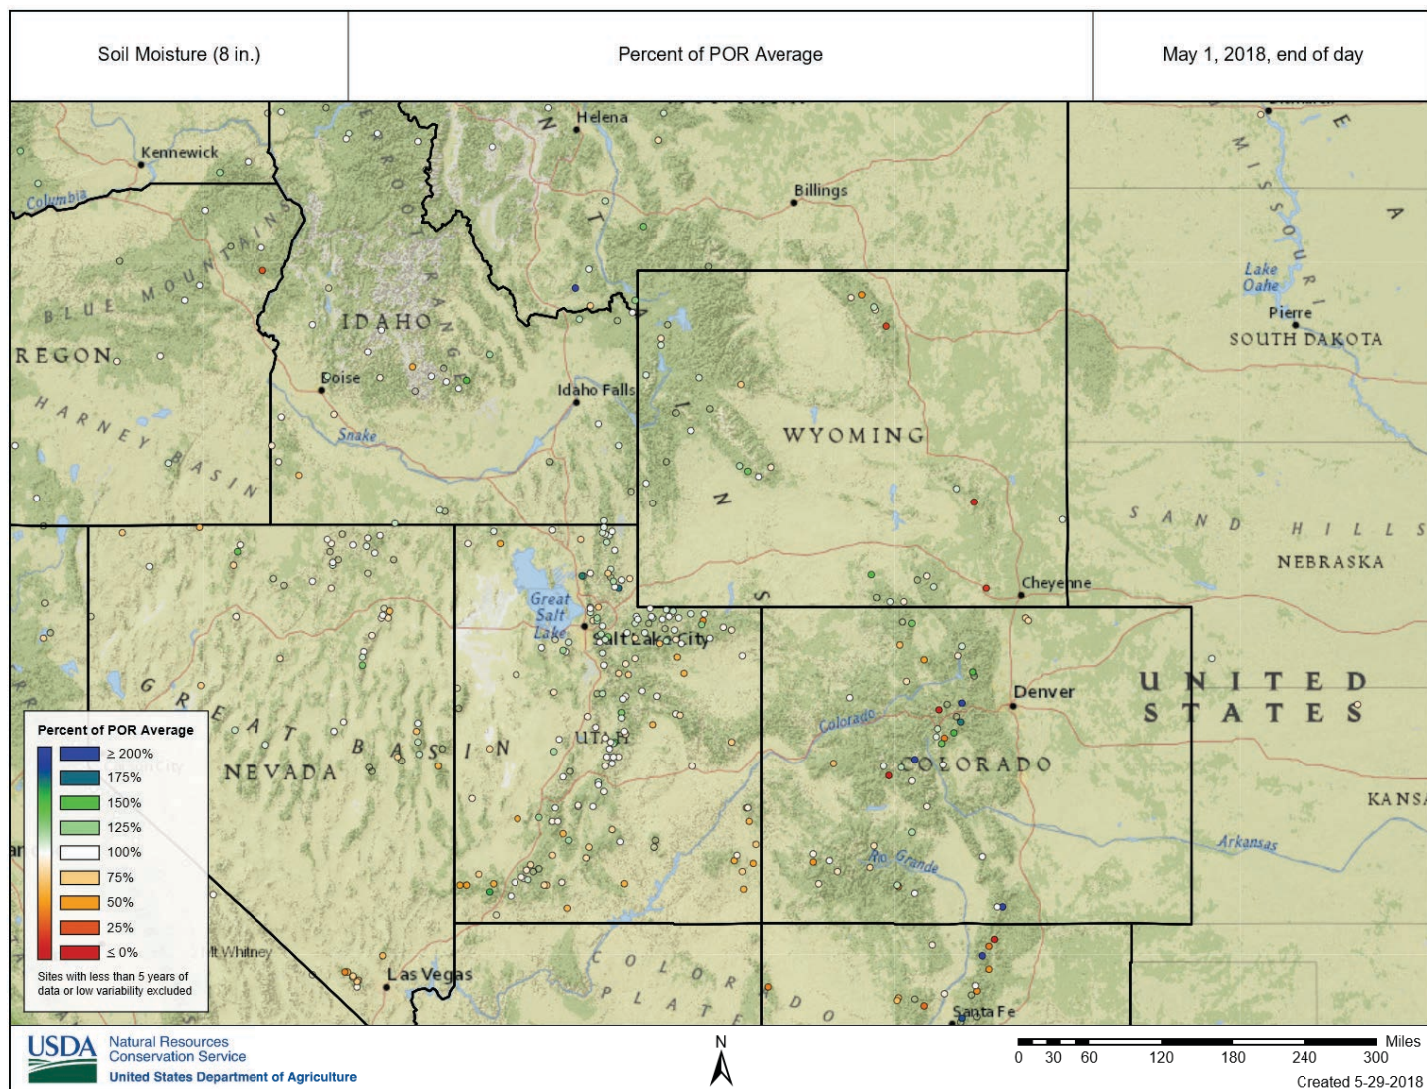 Soil Moisture (8 in.)
Percent of POR Average
May 1, 2018, end of day
Helena
Kennewick
Columbia
Billings
MISSOURI
Lake
Oahe
Pierre
SOUTH DAKOTA
BLUE MOUNTAINS
IDAHO
REGON
Boise
Idaho Falls
HARNEY BASIN
Snake
WYOMING
SAND HILLS
NEBRASKA
Cheyenne
Great
Salt
Lake
Salt Lake City
UNITED
STATES
Denver
GREAT BASIN
Colorado
UTAH
NEVADA
COLORADO
KANSA
Arkansas
Rio Grande
Mt Whitney
Las Vegas
COLORADO
PLATE
Santa Fe
Percent of POR Average
≥ 200%
175%
150%
125%
100%
75%
50%
25%
≤ 0%
Sites with less than 5 years of
data or low variability excluded
USDA
Natural Resources
Conservation Service
United States Department of Agriculture
N
Miles
0 30 60 120 180 240 300
Created 5-29-2018